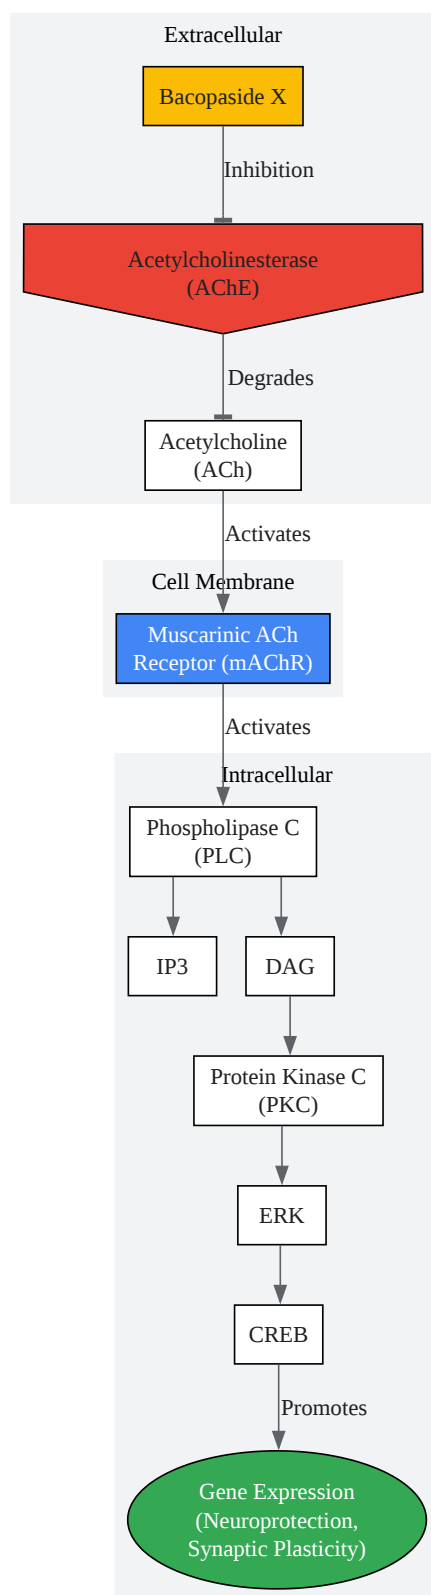 Extracellular
Bacopaside X
Inhibition
Acetylcholinesterase
(AChE)
Degrades
Acetylcholine
(ACh)
Activates
Cell Membrane
Muscarinic ACh
Receptor (mAChR)
Activates
Intracellular
Phospholipase C
(PLC)
IP3
DAG
Protein Kinase C
(PKC)
ERK
CREB
Promotes
Gene Expression
(Neuroprotection,
Synaptic Plasticity)